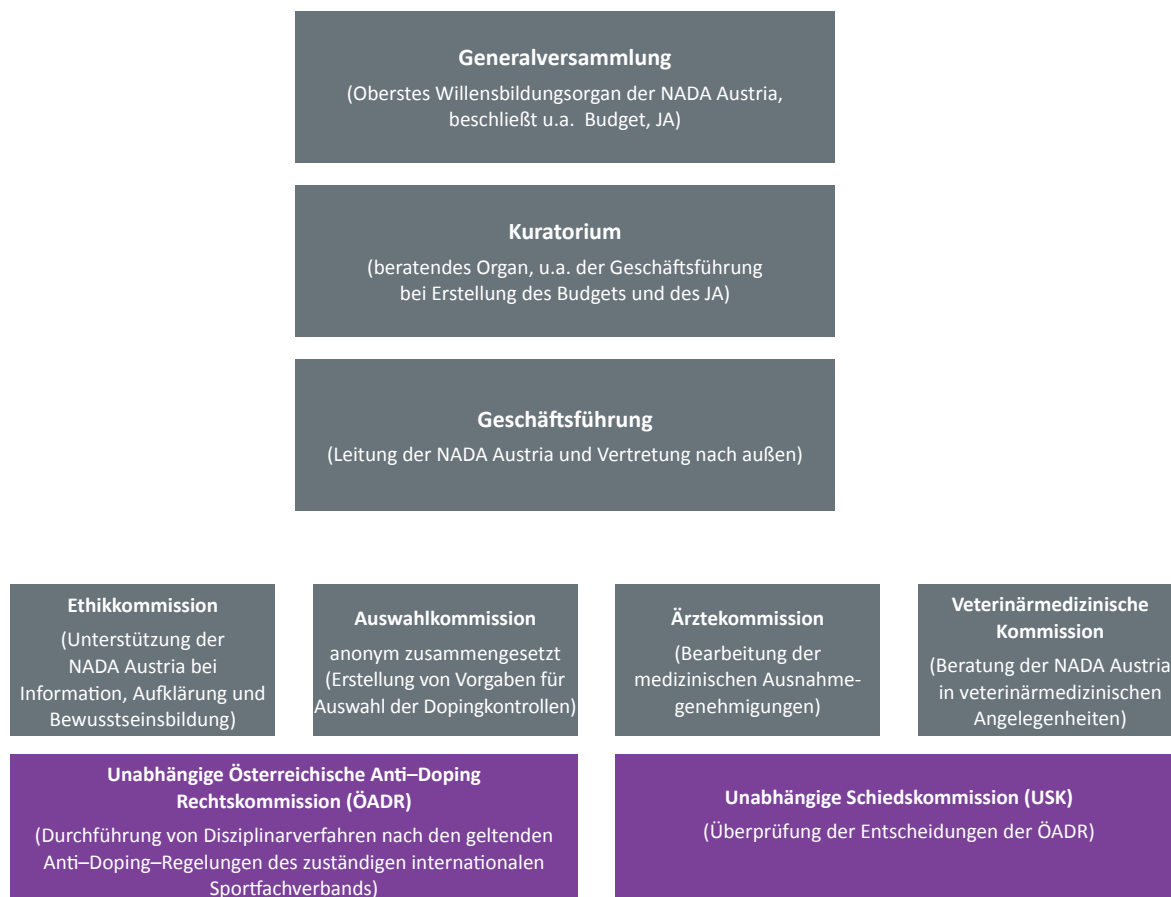 Generalversammlung
(Oberstes Willensbildungsorgan der NADA Austria,
beschließt u.a.  Budget, JA)
Kuratorium
(beratendes Organ, u.a. der Geschäftsführung
bei Erstellung des Budgets und des JA)
Geschäftsführung
(Leitung der NADA Austria und Vertretung nach außen)
Ethikkommission
(Unterstützung der
NADA Austria bei
Information, Aufklärung und
Bewusstseinsbildung)
Auswahlkommission
anonym zusammengesetzt
(Erstellung von Vorgaben für
Auswahl der Dopingkontrollen)
Ärztekommission
(Bearbeitung der
medizinischen Ausnahme-
genehmigungen)
Veterinärmedizinische
Kommission
(Beratung der NADA Austria
in veterinärmedizinischen
Angelegenheiten)
Unabhängige Österreichische Anti–Doping
Rechtskommission (ÖADR)
(Durchführung von Disziplinarverfahren nach den geltenden
Anti–Doping–Regelungen des zuständigen internationalen
Sportfachverbands)
Unabhängige Schiedskommission (USK)
(Überprüfung der Entscheidungen der ÖADR)